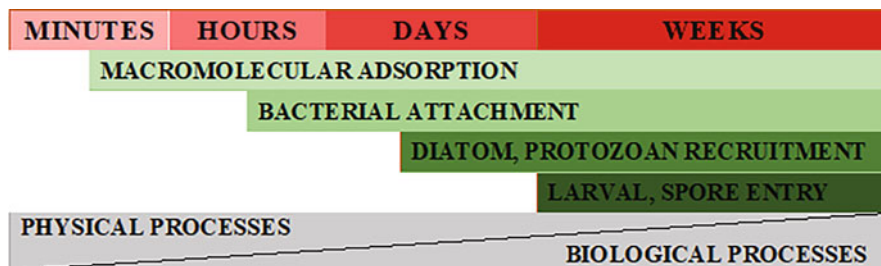 MINUTES HOURS DAYS WEEKS
MACROMOLECULAR ADSORPTION
BACTERIAL ATTACHMENT
DIATOM, PROTOZOAN RECRUITMENT
LARVAL, SPORE ENTRY
PHYSICAL PROCESSES
BIOLOGICAL PROCESSES